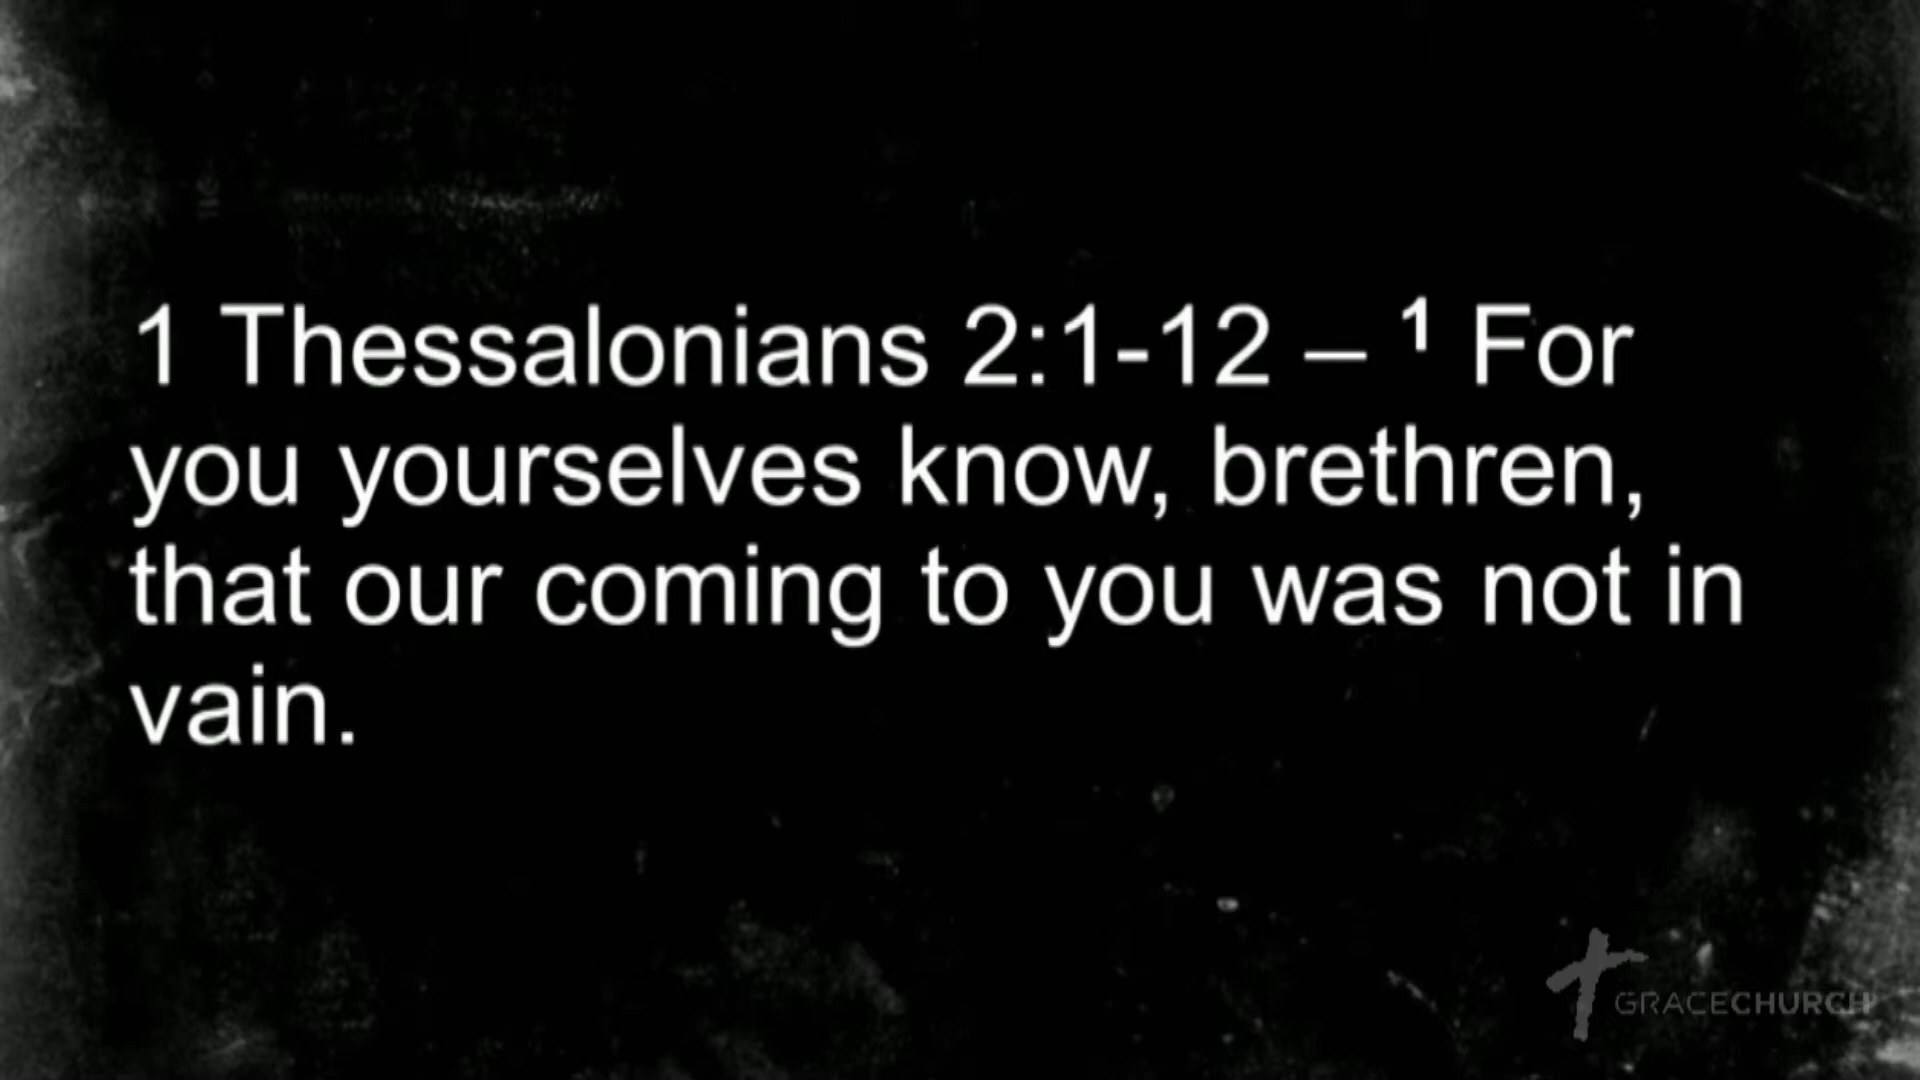 1 Thessalonians 2:1-12 – ¹ For
you yourselves know, brethren,
that our coming to you was not in
vain.
GRACECHURCH